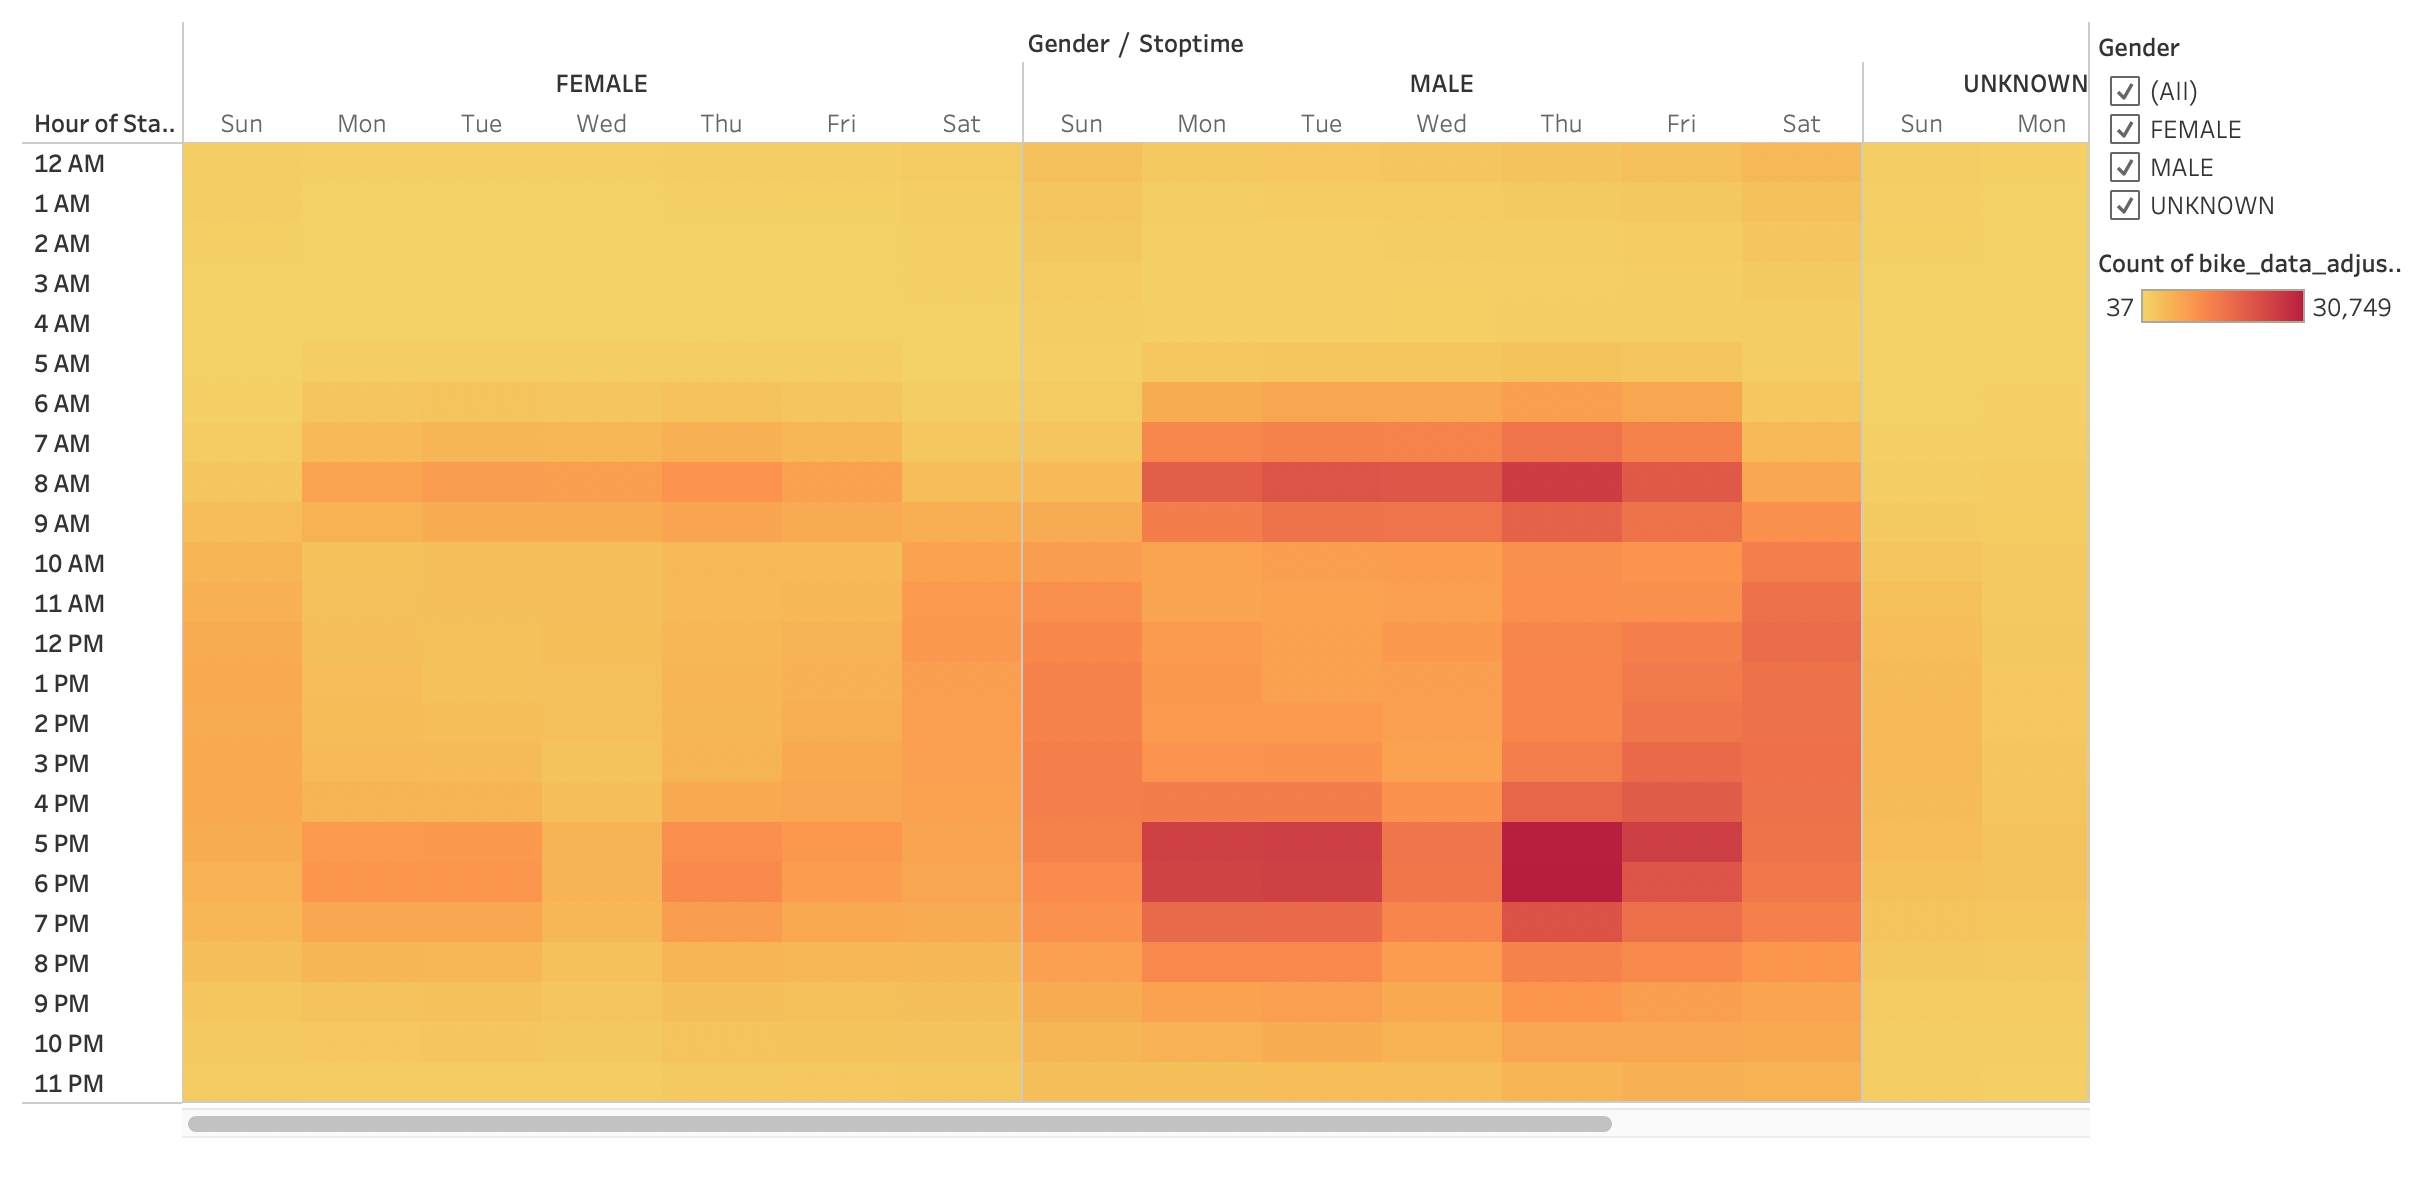 Gender / Stoptime
FEMALE MALE UNKNOWN
Hour of Sta.. Sun Mon Tue Wed Thu Fri Sat Sun Mon Tue Wed Thu Fri Sat Sun Mon
12 AM
1 AM
2 AM
3 AM
4 AM
5 AM
6 AM
7 AM
8 AM
9 AM
10 AM
11 AM
12 PM
1 PM
2 PM
3 PM
4 PM
5 PM
6 PM
7 PM
8 PM
9 PM
10 PM
11 PM
Gender
(All)
FEMALE
MALE
UNKNOWN
Count of bike_data_adjus..
37 30,749